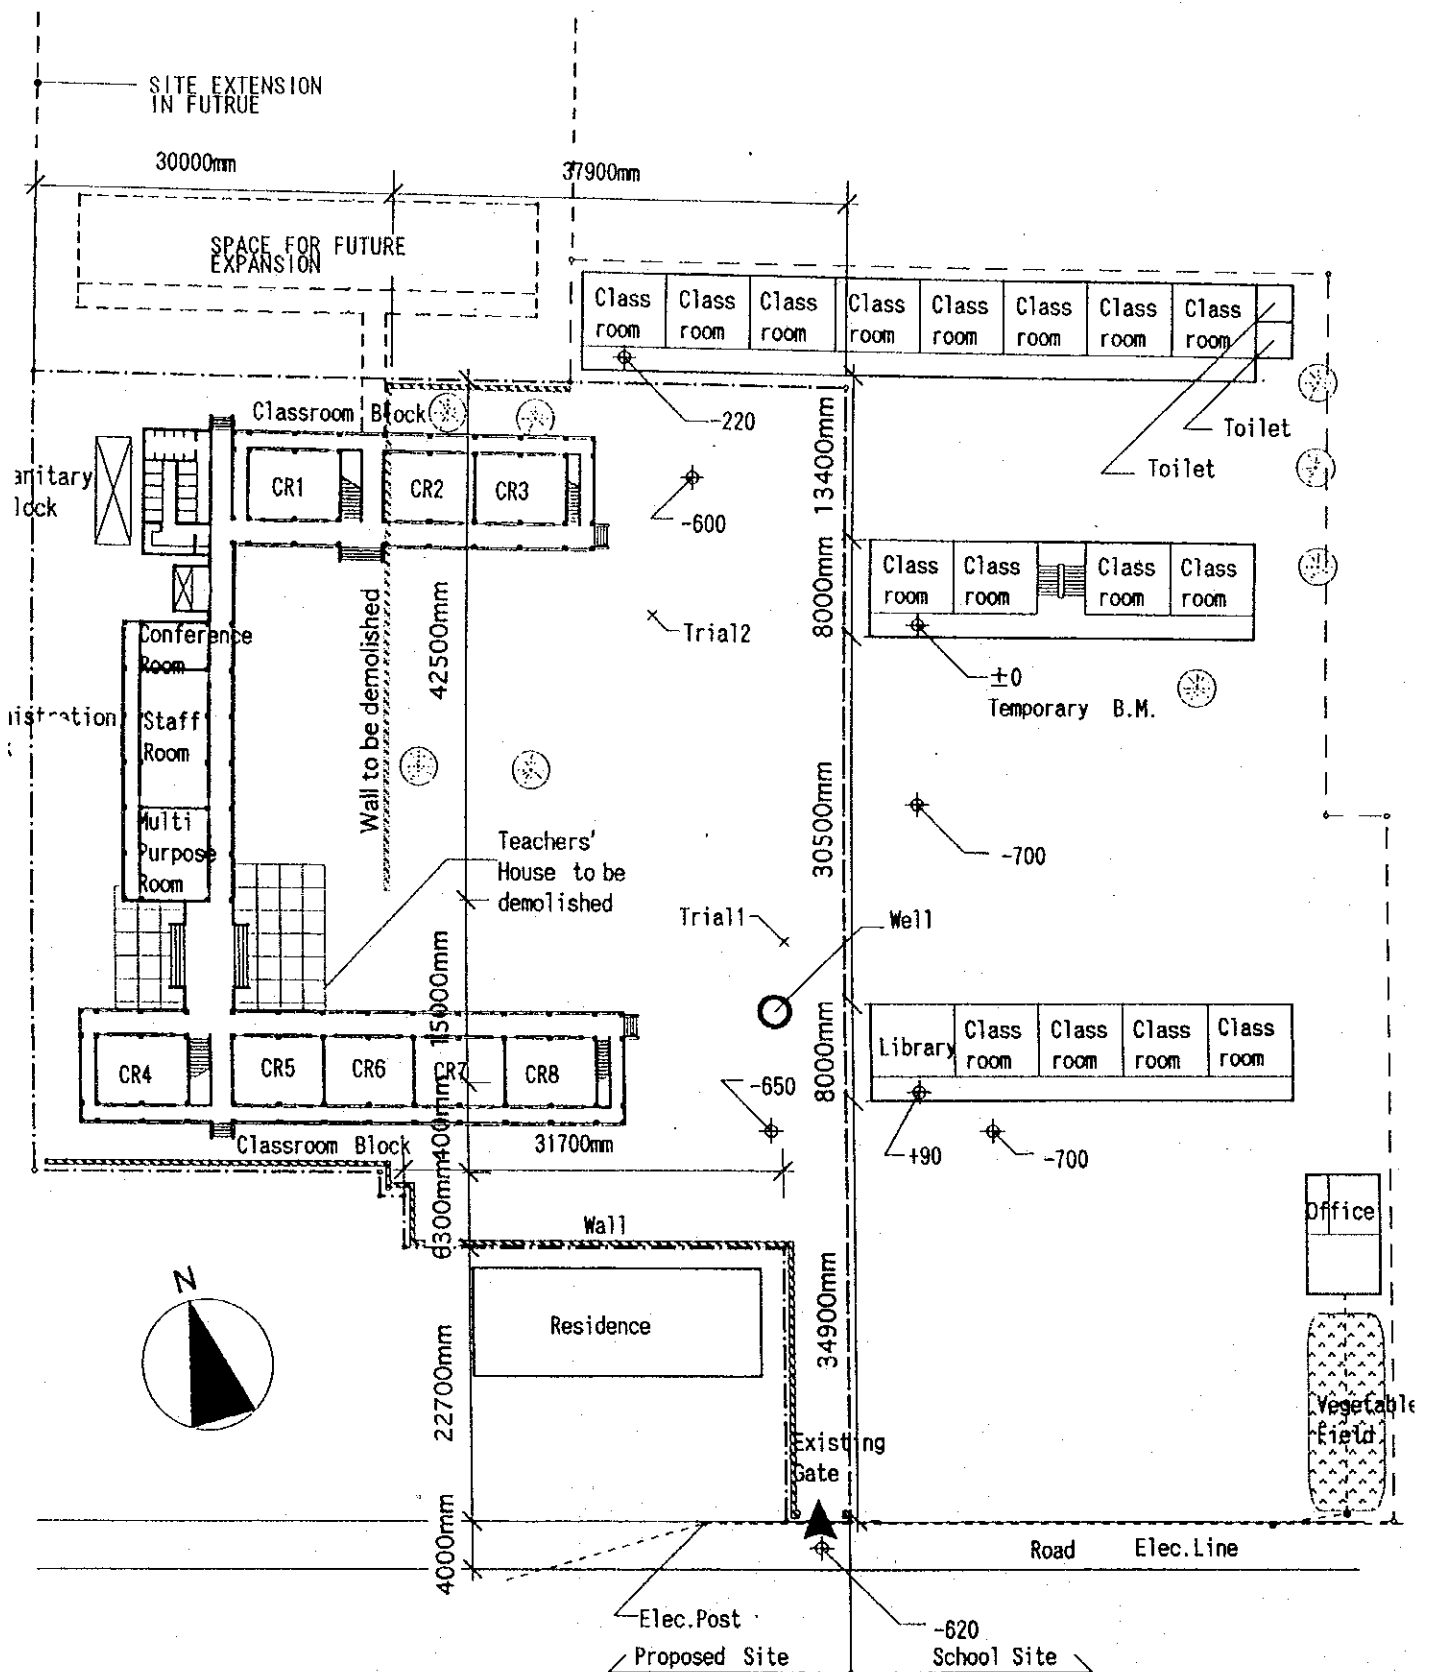 SITE EXTENSION
IN FUTRUE
30000mm
37900mm
SPACE FOR FUTURE
EXPANSION
Class
room
Class
room
Class
room
Class
room
Class
room
Class
room
Class
room
Class
room
Toilet
Toilet
-220
-600
Classroom Block
CR1
CR2
CR3
anitary
lock
13400mm
8000mm
Class
room
Class
room
Class
room
Class
room
±0
Temporary B.M.
Trial2
42500mm
Wall to be demolished
Conference
Room
Staff
Room
Multi
Purpose
Room
istration
30500mm
-700
Teachers'
House to be
demolished
Trial1
Well
15000mm
8000mm
Library
Class
room
Class
room
Class
room
Class
room
-650
+90
-700
CR4
CR5
CR6
CR7
CR8
Classroom Block
31700mm
400mm
6300mm
Wall
Office
Residence
34900mm
N
22700mm
Vegetable
Field
Existing
Gate
4000mm
Road
Elec.Line
Elec.Post
-620
Proposed Site
School Site